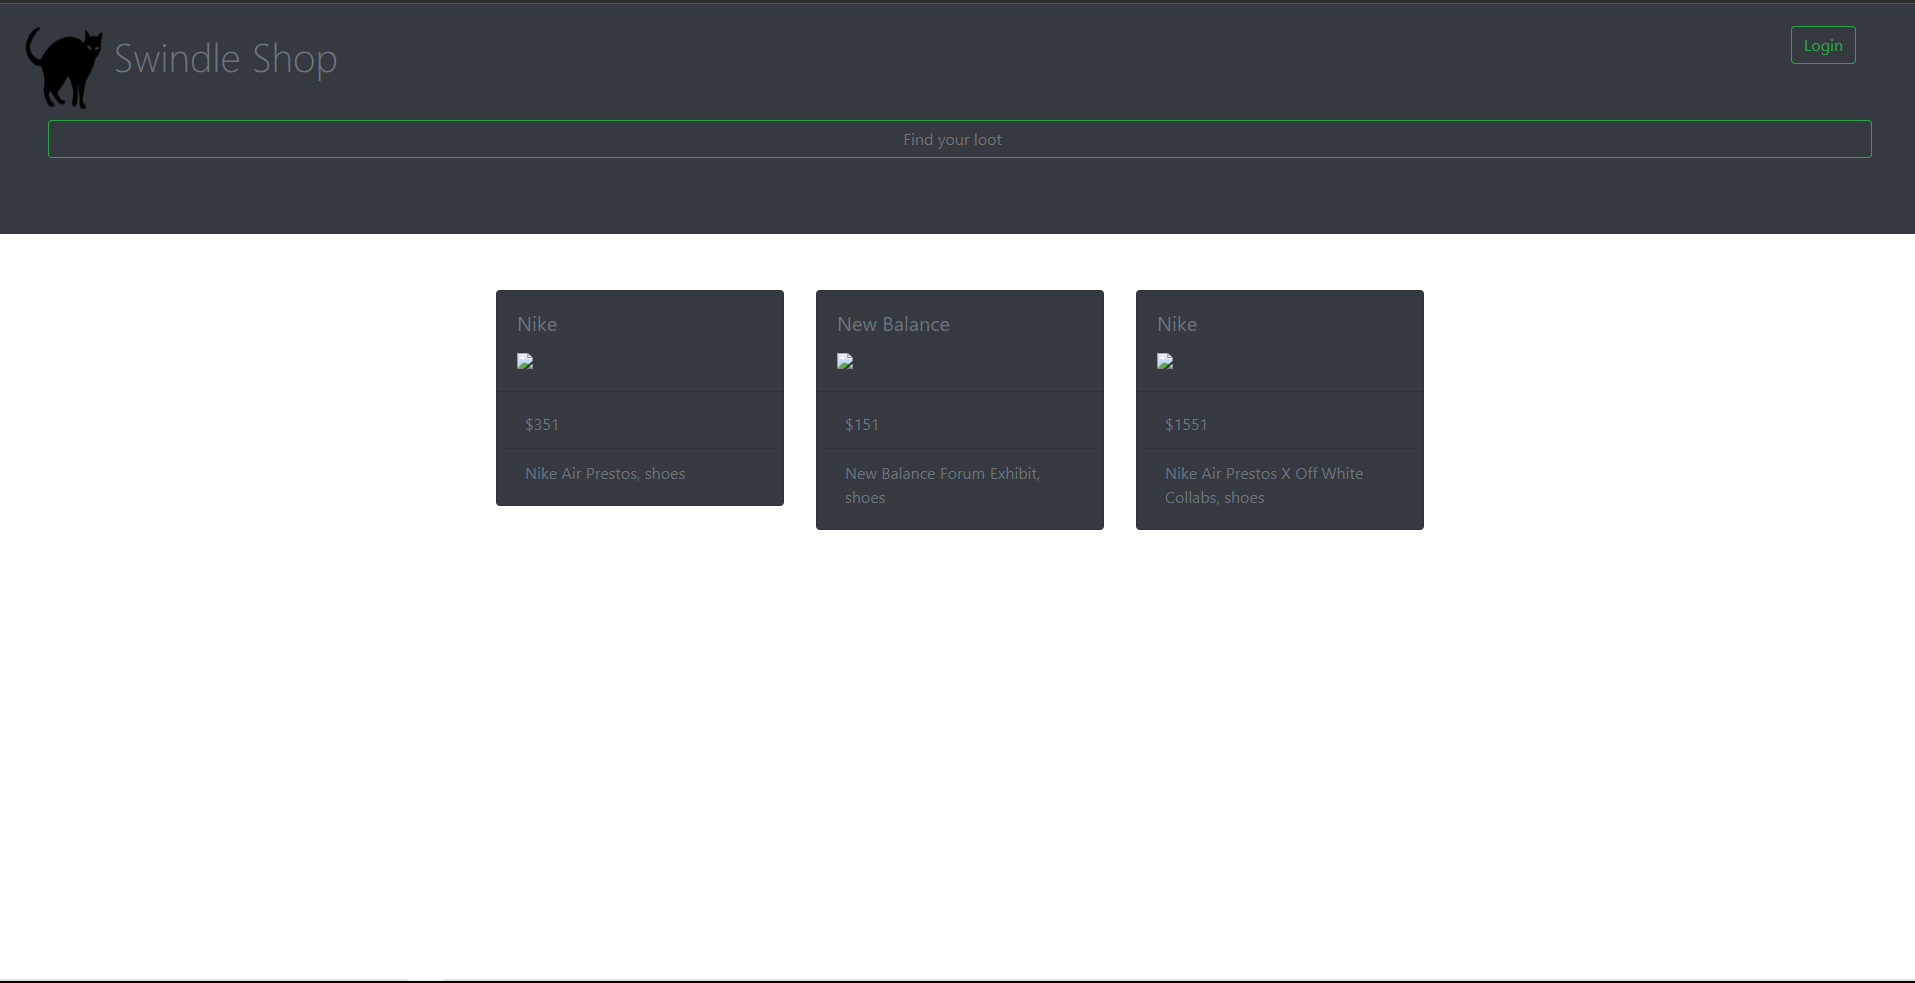 Swindle Shop
Login
Find your loot
Nike
$351
Nike Air Prestos, shoes
New Balance
$151
New Balance Forum Exhibit,
shoes
Nike
$1551
Nike Air Prestos X Off White
Collabs, shoes